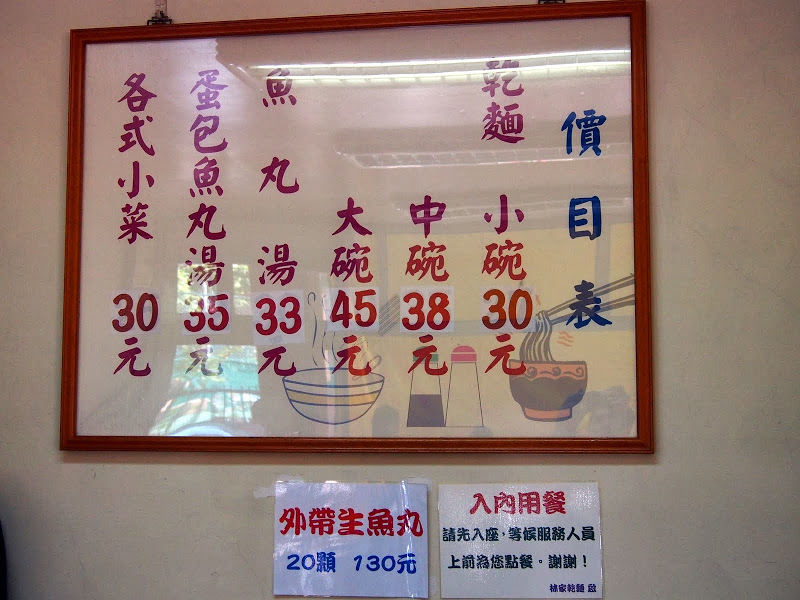 價目表
乾麵 小碗 30元
中碗 38元
大碗 45元
魚丸湯 33元
蛋包魚丸湯 35元
各式小菜 30元
外帶生魚丸
20顆 130元
入內用餐
請先入座,等候服務人員
上前為您點餐。謝謝!
林家乾麵 啟